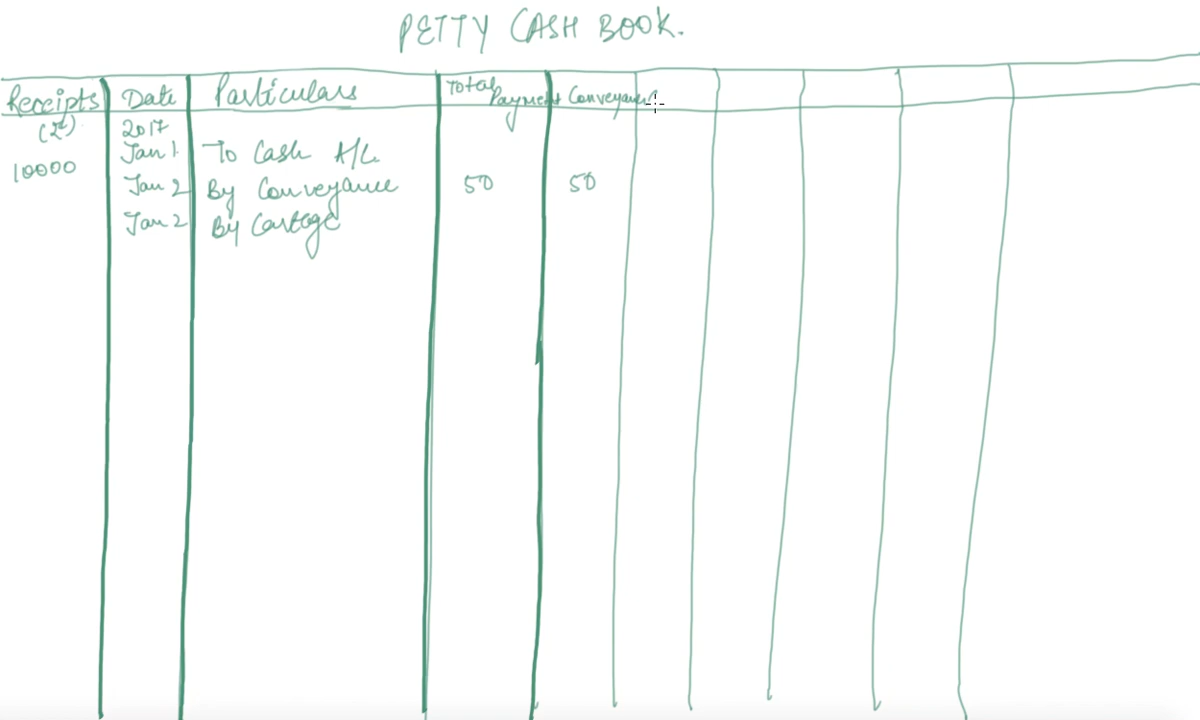 PETTY CASH BOOK.
Receipts Date Particulars Total Payment Conveyance
(₹) 2017
10000 Jan 1 To Cash A/c
Jan 2 By Conveyance 50 50
Jan 2 By Cartage